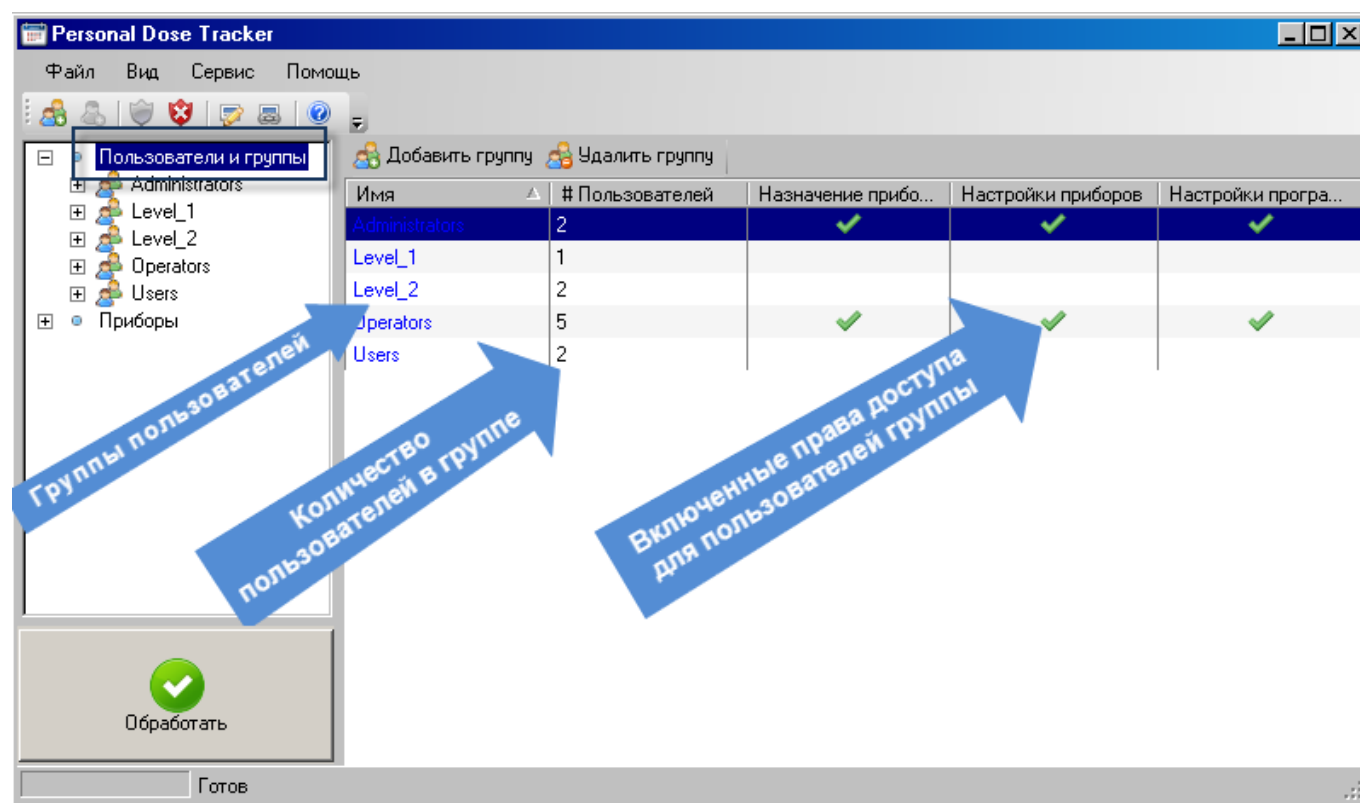 Personal Dose Tracker
Файл Вид Сервис Помощь
Пользователи и группы
Administrators
Level_1
Level_2
Operators
Users
Приборы
Добавить группу Удалить группу
Имя # Пользователей Назначение прибо... Настройки приборов Настройки програ...
Administrators 2
Level_1 1
Level_2 2
Operators 5
Users 2
Группы пользователей
Количество
пользователей в группе
Включенные права доступа
для пользователей группы
Обработать
Готов